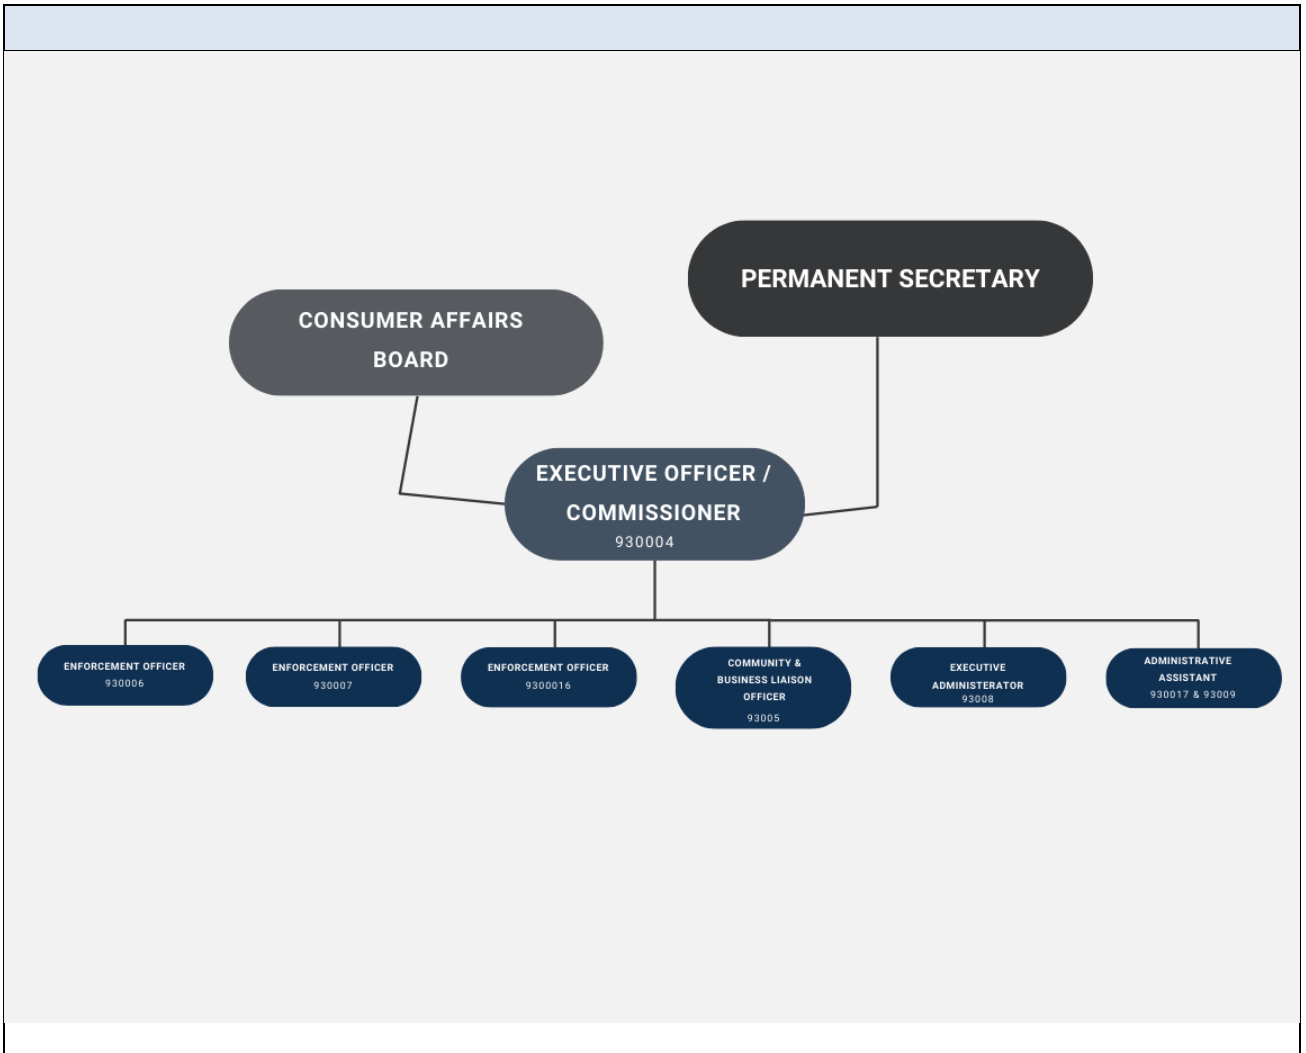 PERMANENT SECRETARY
CONSUMER AFFAIRS
BOARD
EXECUTIVE OFFICER /
COMMISSIONER
930004
ENFORCEMENT OFFICER
930006
ENFORCEMENT OFFICER
930007
ENFORCEMENT OFFICER
9300016
COMMUNITY &
BUSINESS LIAISON
OFFICER
93005
EXECUTIVE
ADMINISTERATOR
93008
ADMINISTRATIVE
ASSISTANT
930017 & 93009